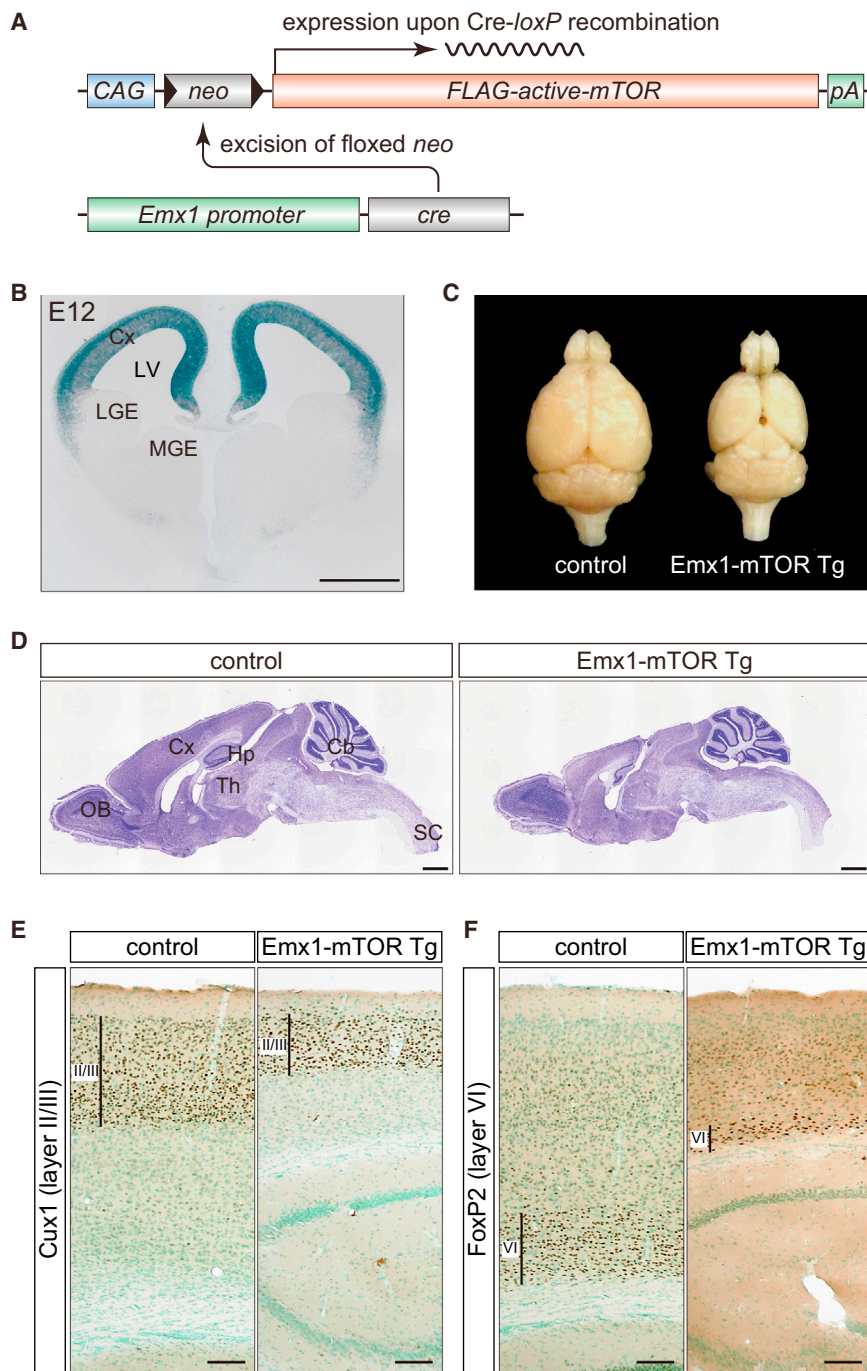 A
expression upon Cre-loxP recombination
CAG
neo
FLAG-active-mTOR
pA
excision of floxed neo
Emx1 promoter
cre
B
E12
Cx
LV
LGE
MGE
C
control
Emx1-mTOR Tg
D
control
Emx1-mTOR Tg
Cx
Hp
Cb
Th
OB
SC
E
control
Emx1-mTOR Tg
Cux1 (layer II/III)
II/III
II/III
F
control
Emx1-mTOR Tg
FoxP2 (layer VI)
VI
VI